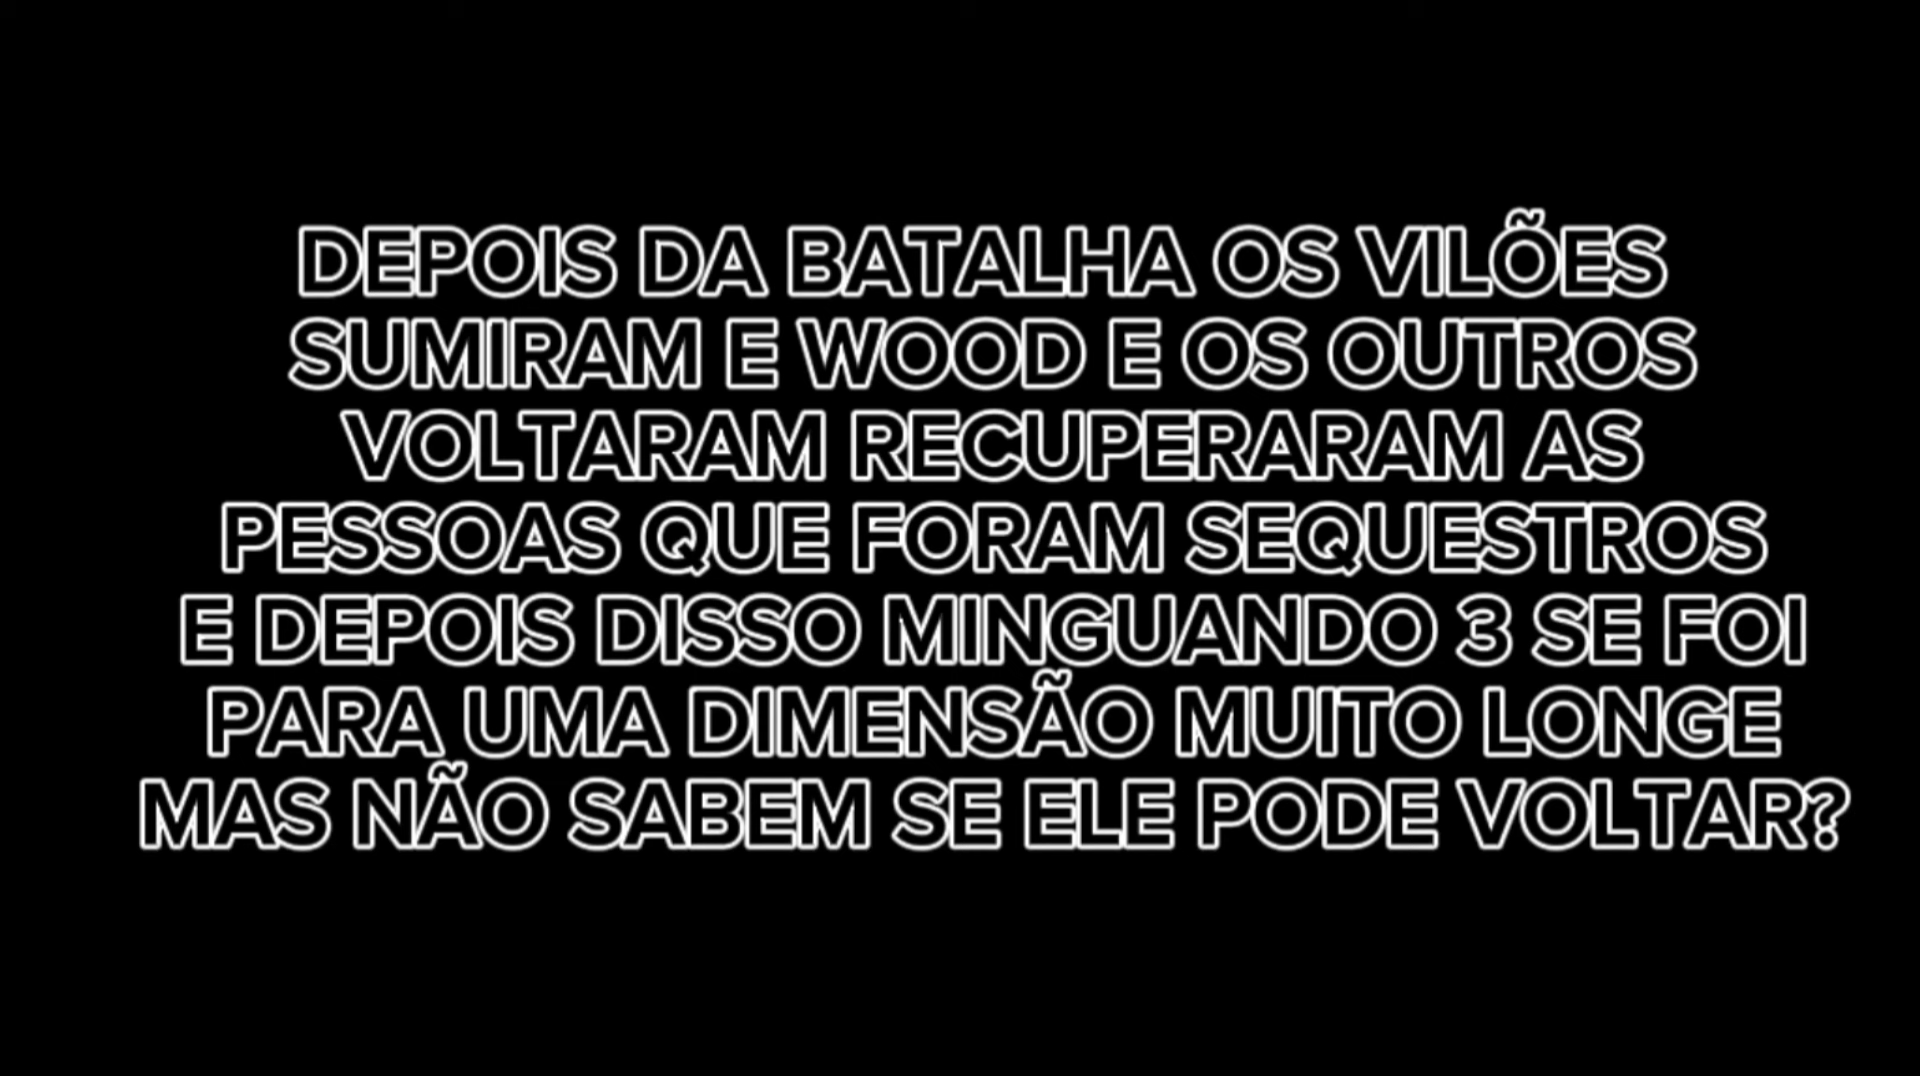 DEPOIS DA BATALHA OS VILÕES
SUMIRAM E WOOD E OS OUTROS
VOLTARAM RECUPERARAM AS
PESSOAS QUE FORAM SEQUESTROS
E DEPOIS DISSO MINGUANDO 3 SE FOI
PARA UMA DIMENSÃO MUITO LONGE
MAS NÃO SABEM SE ELE PODE VOLTAR?